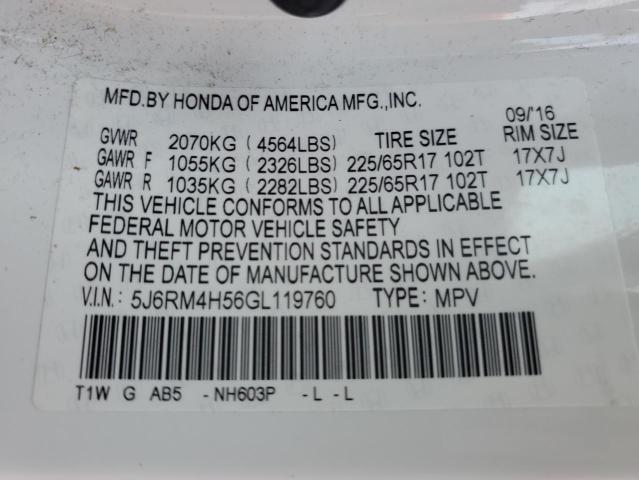 MFD.BY HONDA OF AMERICA MFG.,INC.
09/'16
GVWR 2070KG ( 4564LBS) TIRE SIZE RIM SIZE
GAWR F 1055KG ( 2326LBS) 225/65R17 102T 17X7J
GAWR R 1035KG ( 2282LBS) 225/65R17 102T 17X7J
THIS VEHICLE CONFORMS TO ALL APPLICABLE
FEDERAL MOTOR VEHICLE SAFETY
AND THEFT PREVENTION STANDARDS IN EFFECT
ON THE DATE OF MANUFACTURE SHOWN ABOVE.
V.I.N.: 5J6RM4H56GL119760 TYPE: MPV
T1W G AB5 -NH603P -L -L